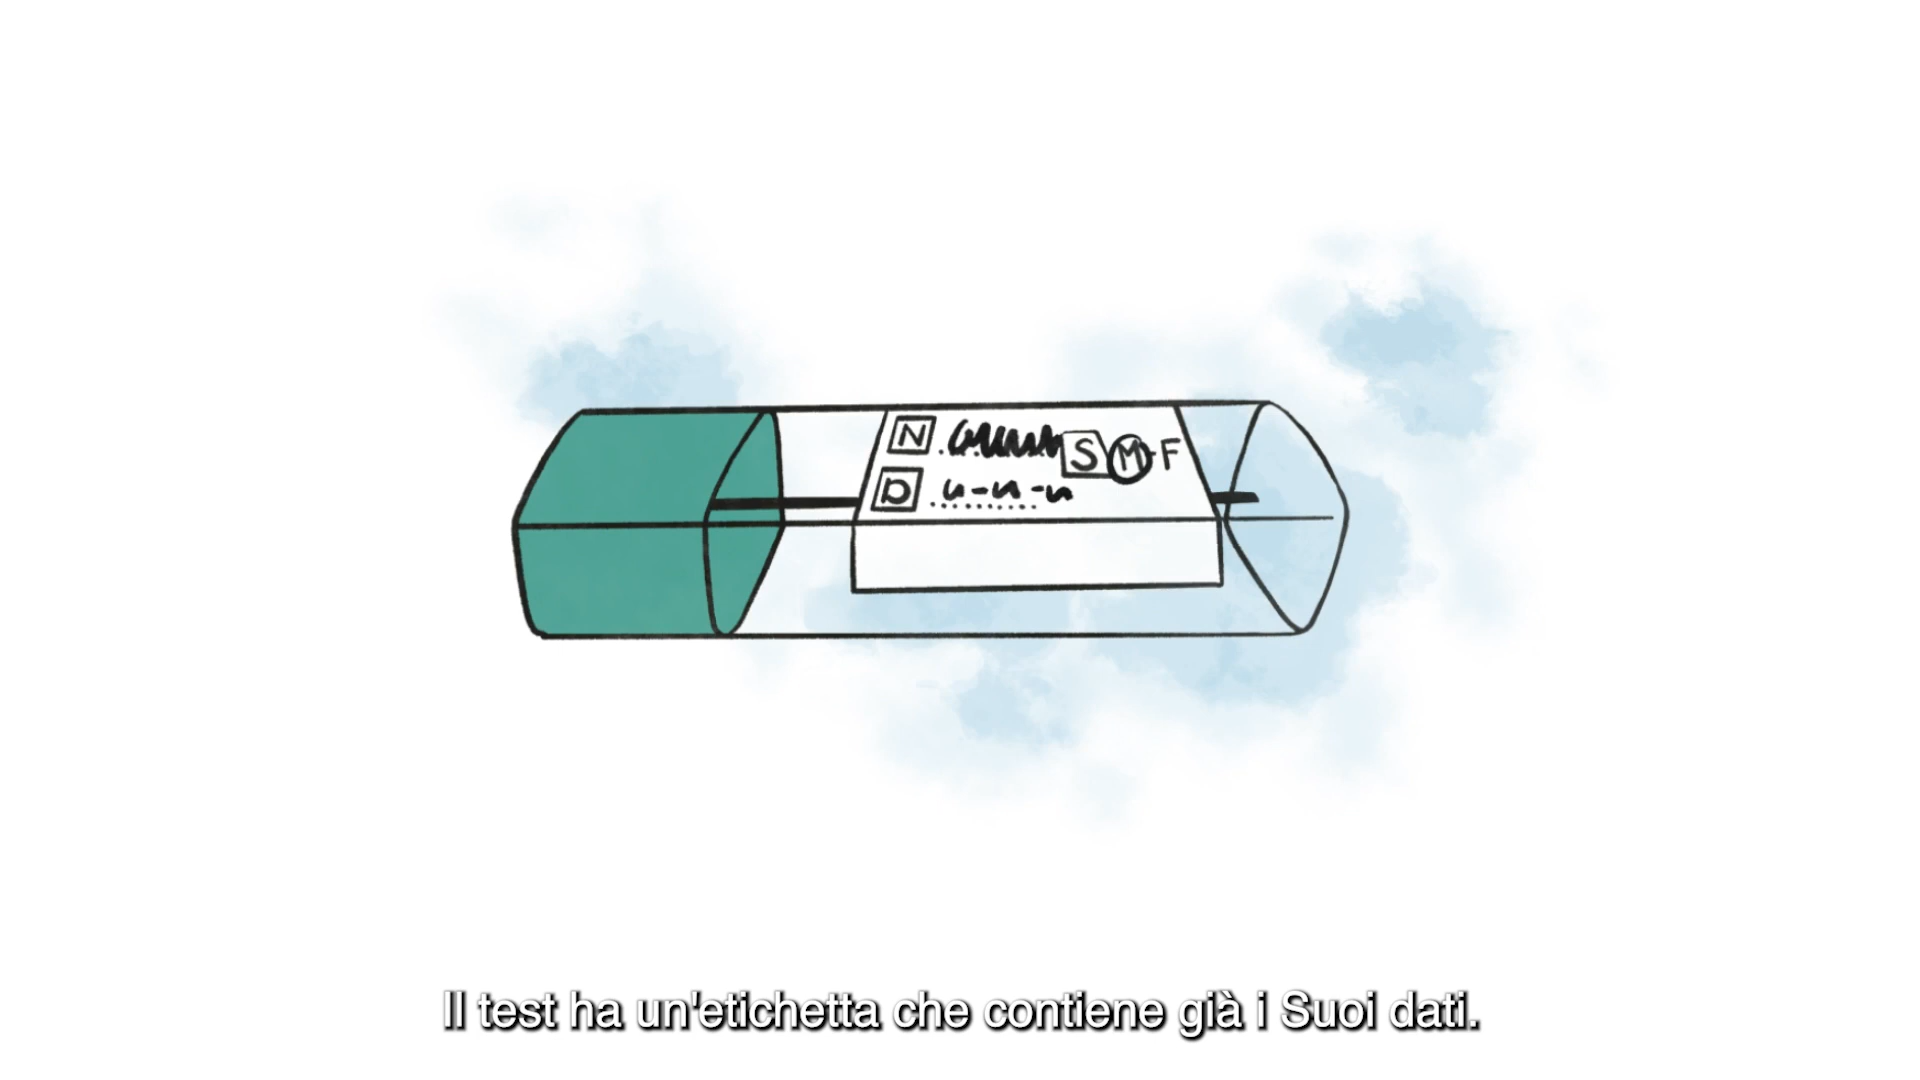 N S M F
D
Il test ha un'etichetta che contiene già i Suoi dati.